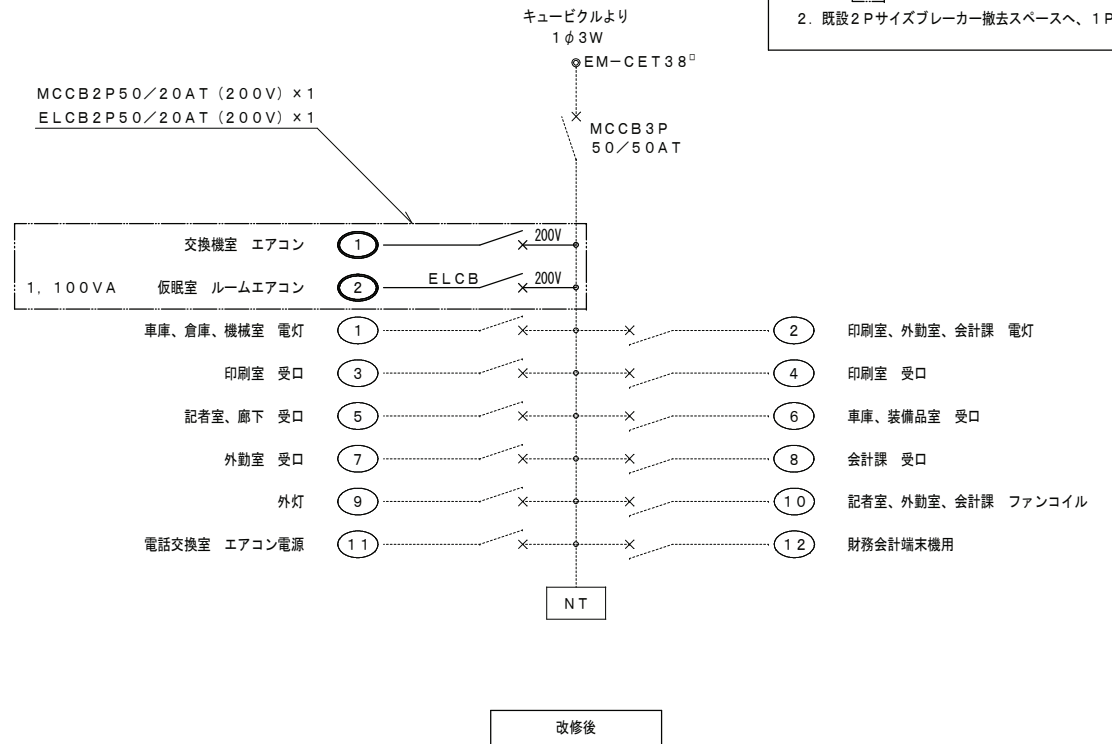 2．既設２Ｐサイズブレーカー撤去スペースへ、１Ｐ
キュービクルより
１φ３Ｗ
EM－CET38□
MCCB2P50／20AT（200V）×1
ELCB2P50／20AT（200V）×1
MCCB3P
50／50AT
交換機室　エアコン　1　200V
1，100VA　仮眠室　ルームエアコン　2　ELCB　200V
車庫、倉庫、機械室　電灯　1　2　印刷室、外勤室、会計課　電灯
印刷室　受口　3　4　印刷室　受口
記者室、廊下　受口　5　6　車庫、装備品室　受口
外勤室　受口　7　8　会計課　受口
外灯　9　10　記者室、外勤室、会計課　ファンコイル
電話交換室　エアコン電源　11　12　財務会計端末機用
NT
改修後